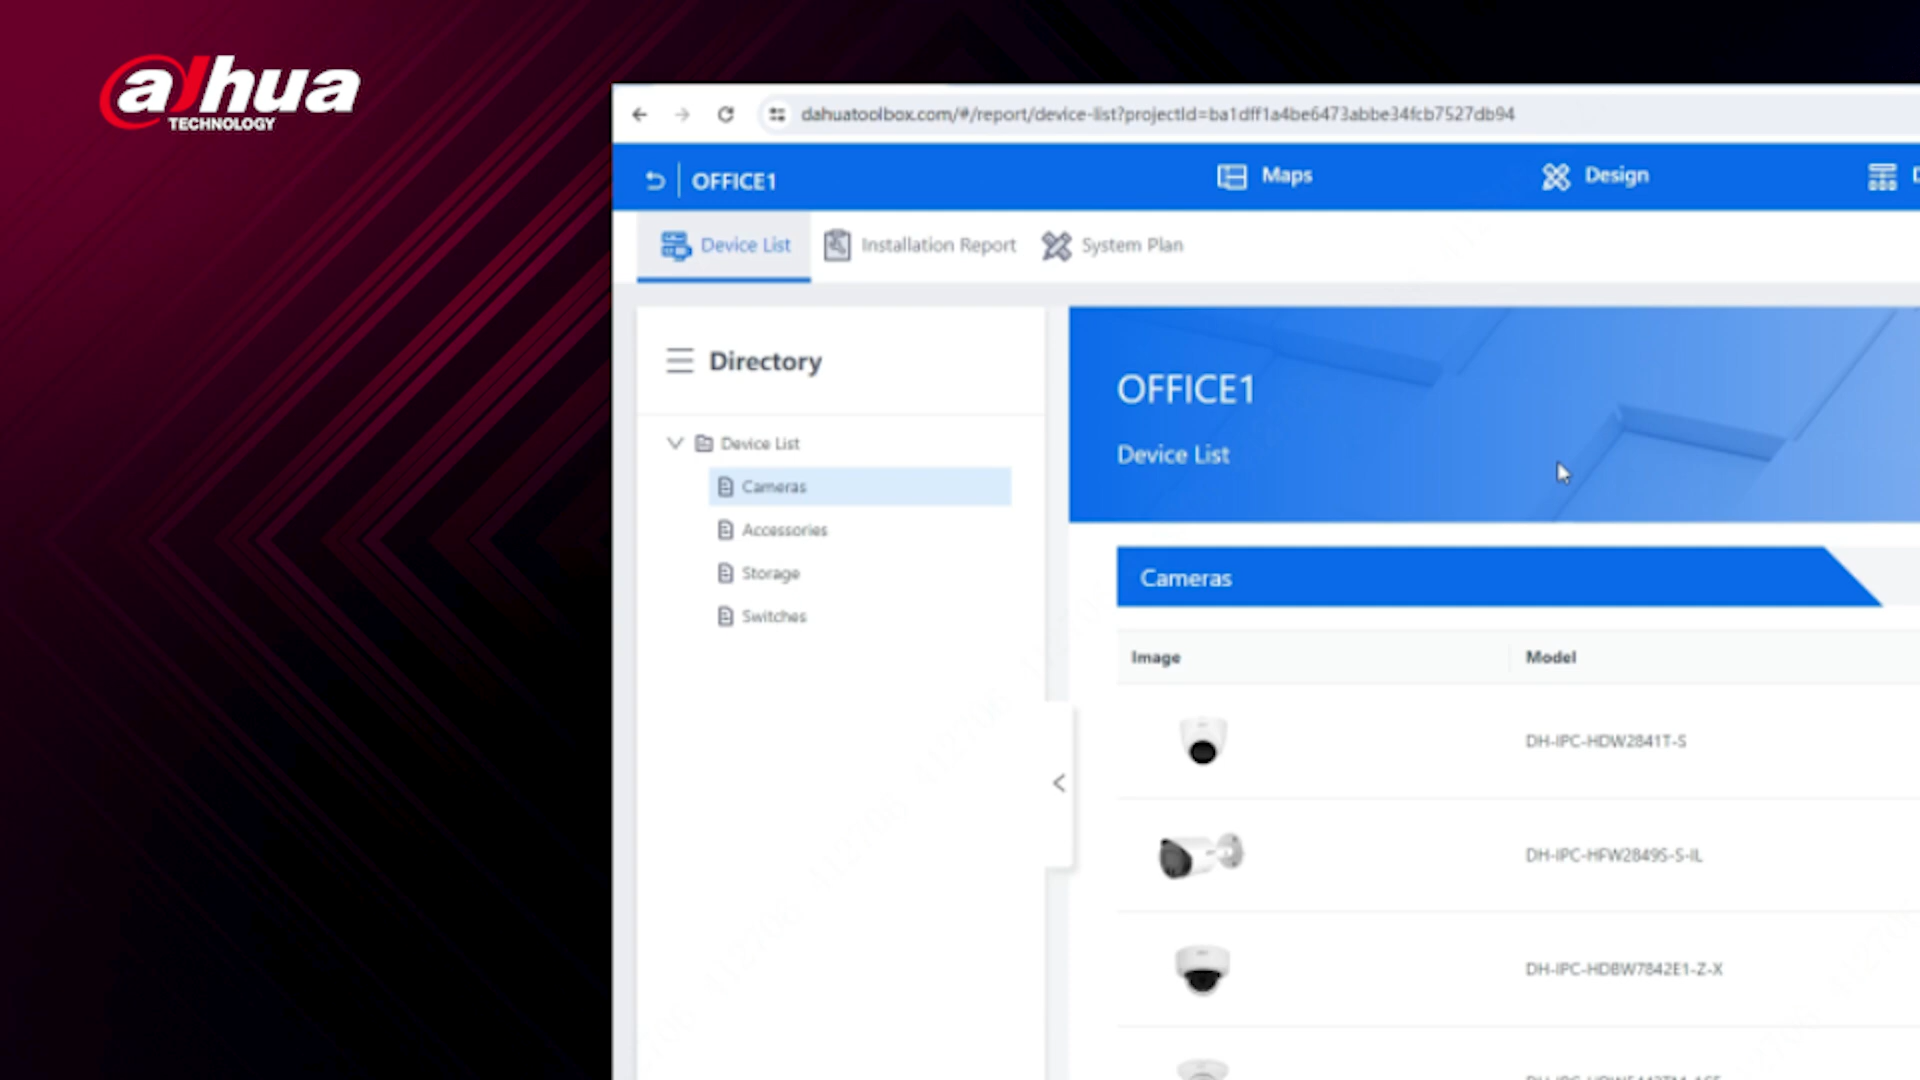 alhua
TECHNOLOGY
dahuatoolbox.com/#/report/device-list?projectId=ba1dff1a4be6473abbe34fcb7527db94
OFFICE1
Maps
Design
Device List
Installation Report
System Plan
Directory
OFFICE1
Device List
Device List
Cameras
Accessories
Storage
Switches
Cameras
Image
Model
DH-IPC-HDW2841T-S
DH-IPC-HFW2849S-S-IL
DH-IPC-HDBW7842E1-Z-X